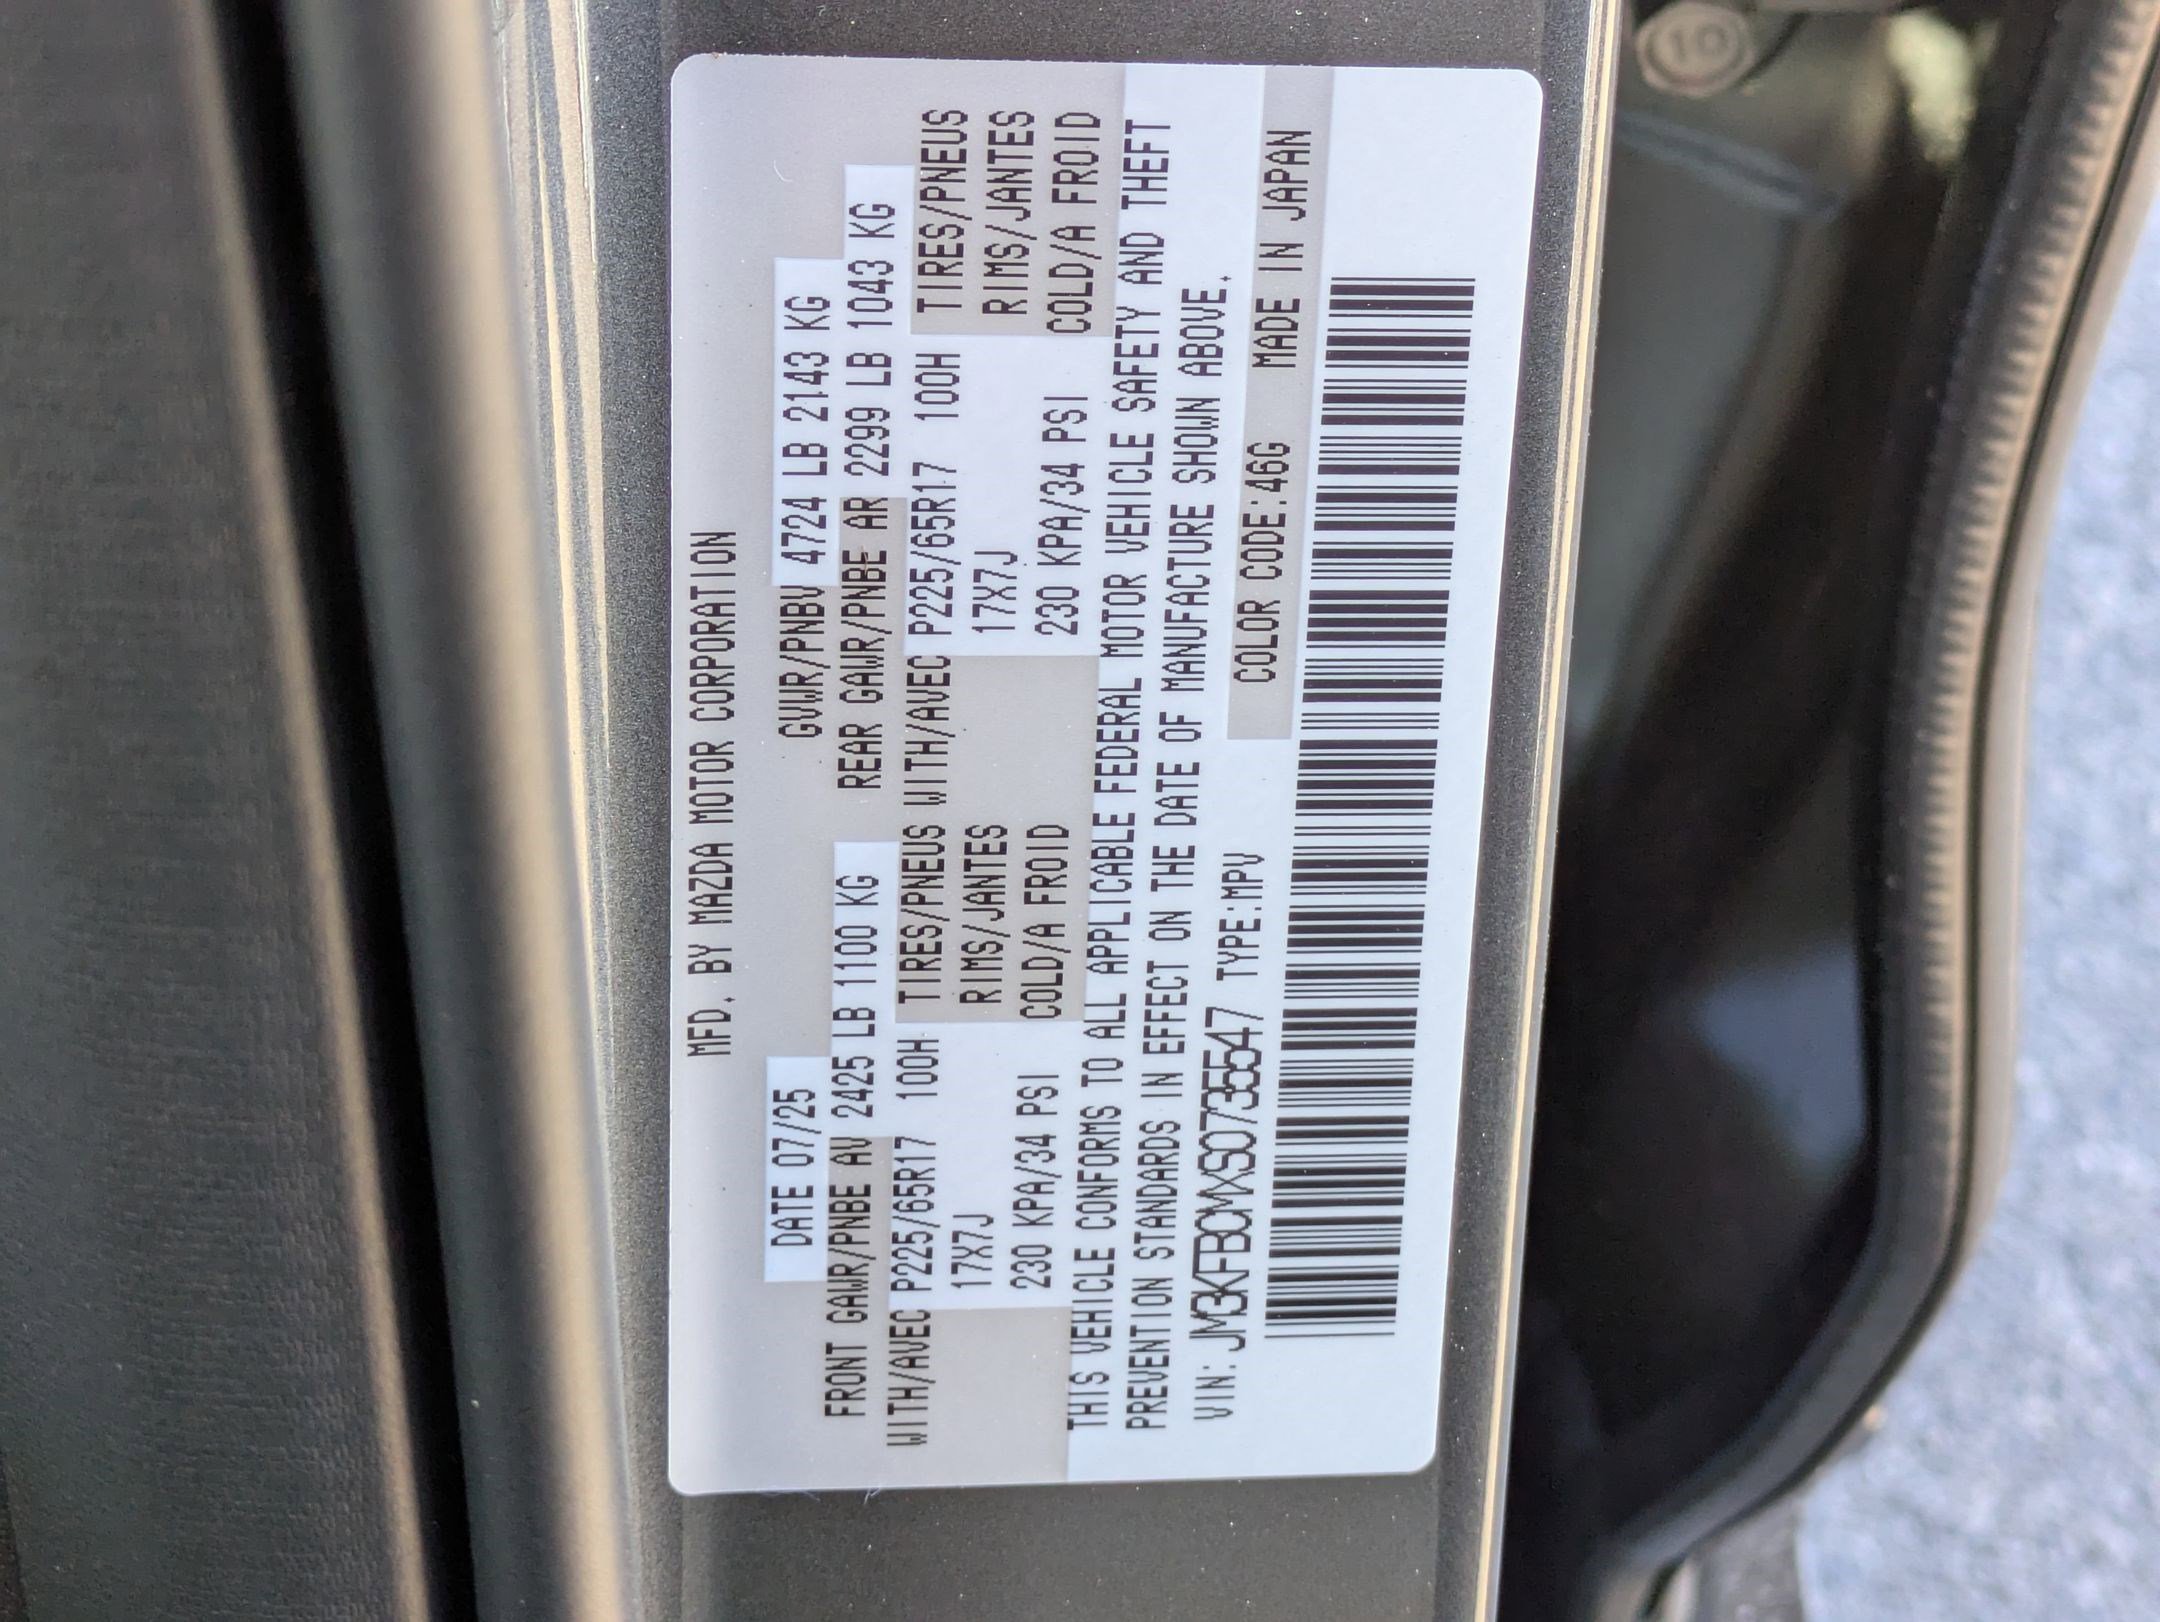 MFD. BY MAZDA MOTOR CORPORATION
DATE 07/25 GVWR/PNBV 4724 LB 2143 KG
FRONT GAWR/PNBE AV 2425 LB 1100 KG REAR GAWR/PNBE AR 2299 LB 1043 KG
WITH/AVEC P225/65R17 100H TIRES/PNEUS WITH/AVEC P225/65R17 100H TIRES/PNEUS
17X7J RIMS/JANTES 17X7J RIMS/JANTES
230 KPA/34 PSI COLD/A FROID 230 KPA/34 PSI COLD/A FROID
THIS VEHICLE CONFORMS TO ALL APPLICABLE FEDERAL MOTOR VEHICLE SAFETY AND THEFT
PREVENTION STANDARDS IN EFFECT ON THE DATE OF MANUFACTURE SHOWN ABOVE.
VIN: JM3KFBCMXS0735547 TYPE:MPV COLOR CODE:46G MADE IN JAPAN
10